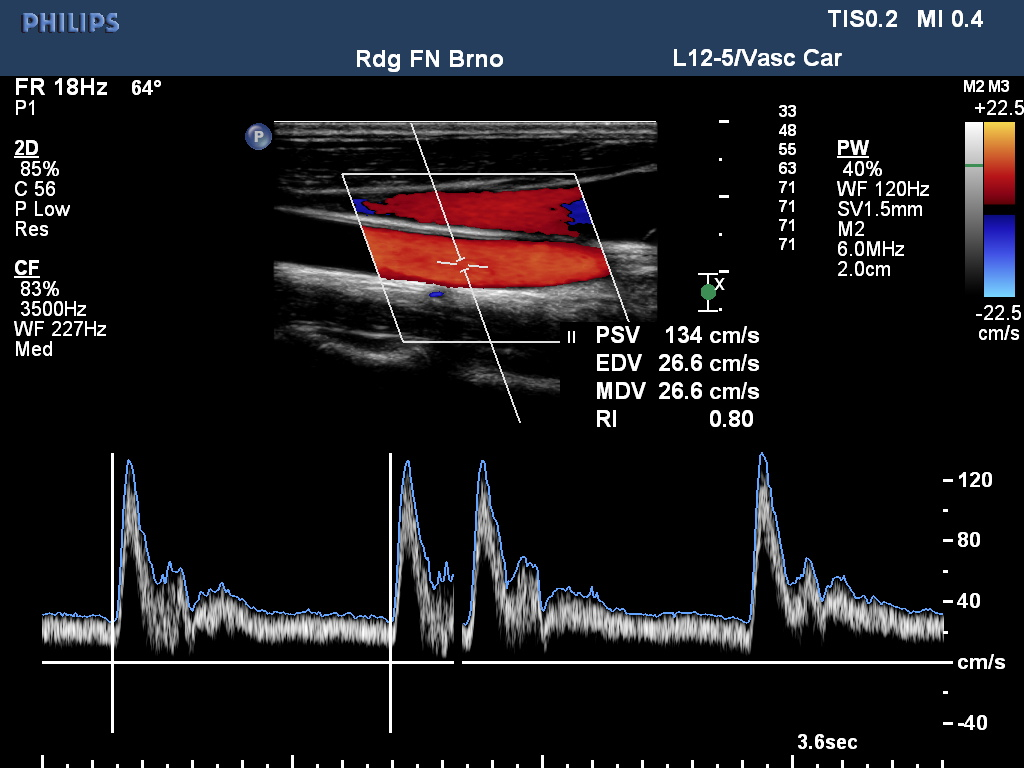 PHILIPS
TIS0.2 MI 0.4
Rdg FN Brno
L12-5/Vasc Car
FR 18Hz 64°
P1
2D
85%
C 56
P Low
Res
CF
83%
3500Hz
WF 227Hz
Med
P
33
48
55
63
71
71
71
71
x
PW
40%
WF 120Hz
SV1.5mm
M2
6.0MHz
2.0cm
M2 M3
+22.5
-22.5
cm/s
II
PSV 134 cm/s
EDV 26.6 cm/s
MDV 26.6 cm/s
RI 0.80
120
80
40
cm/s
-40
3.6sec